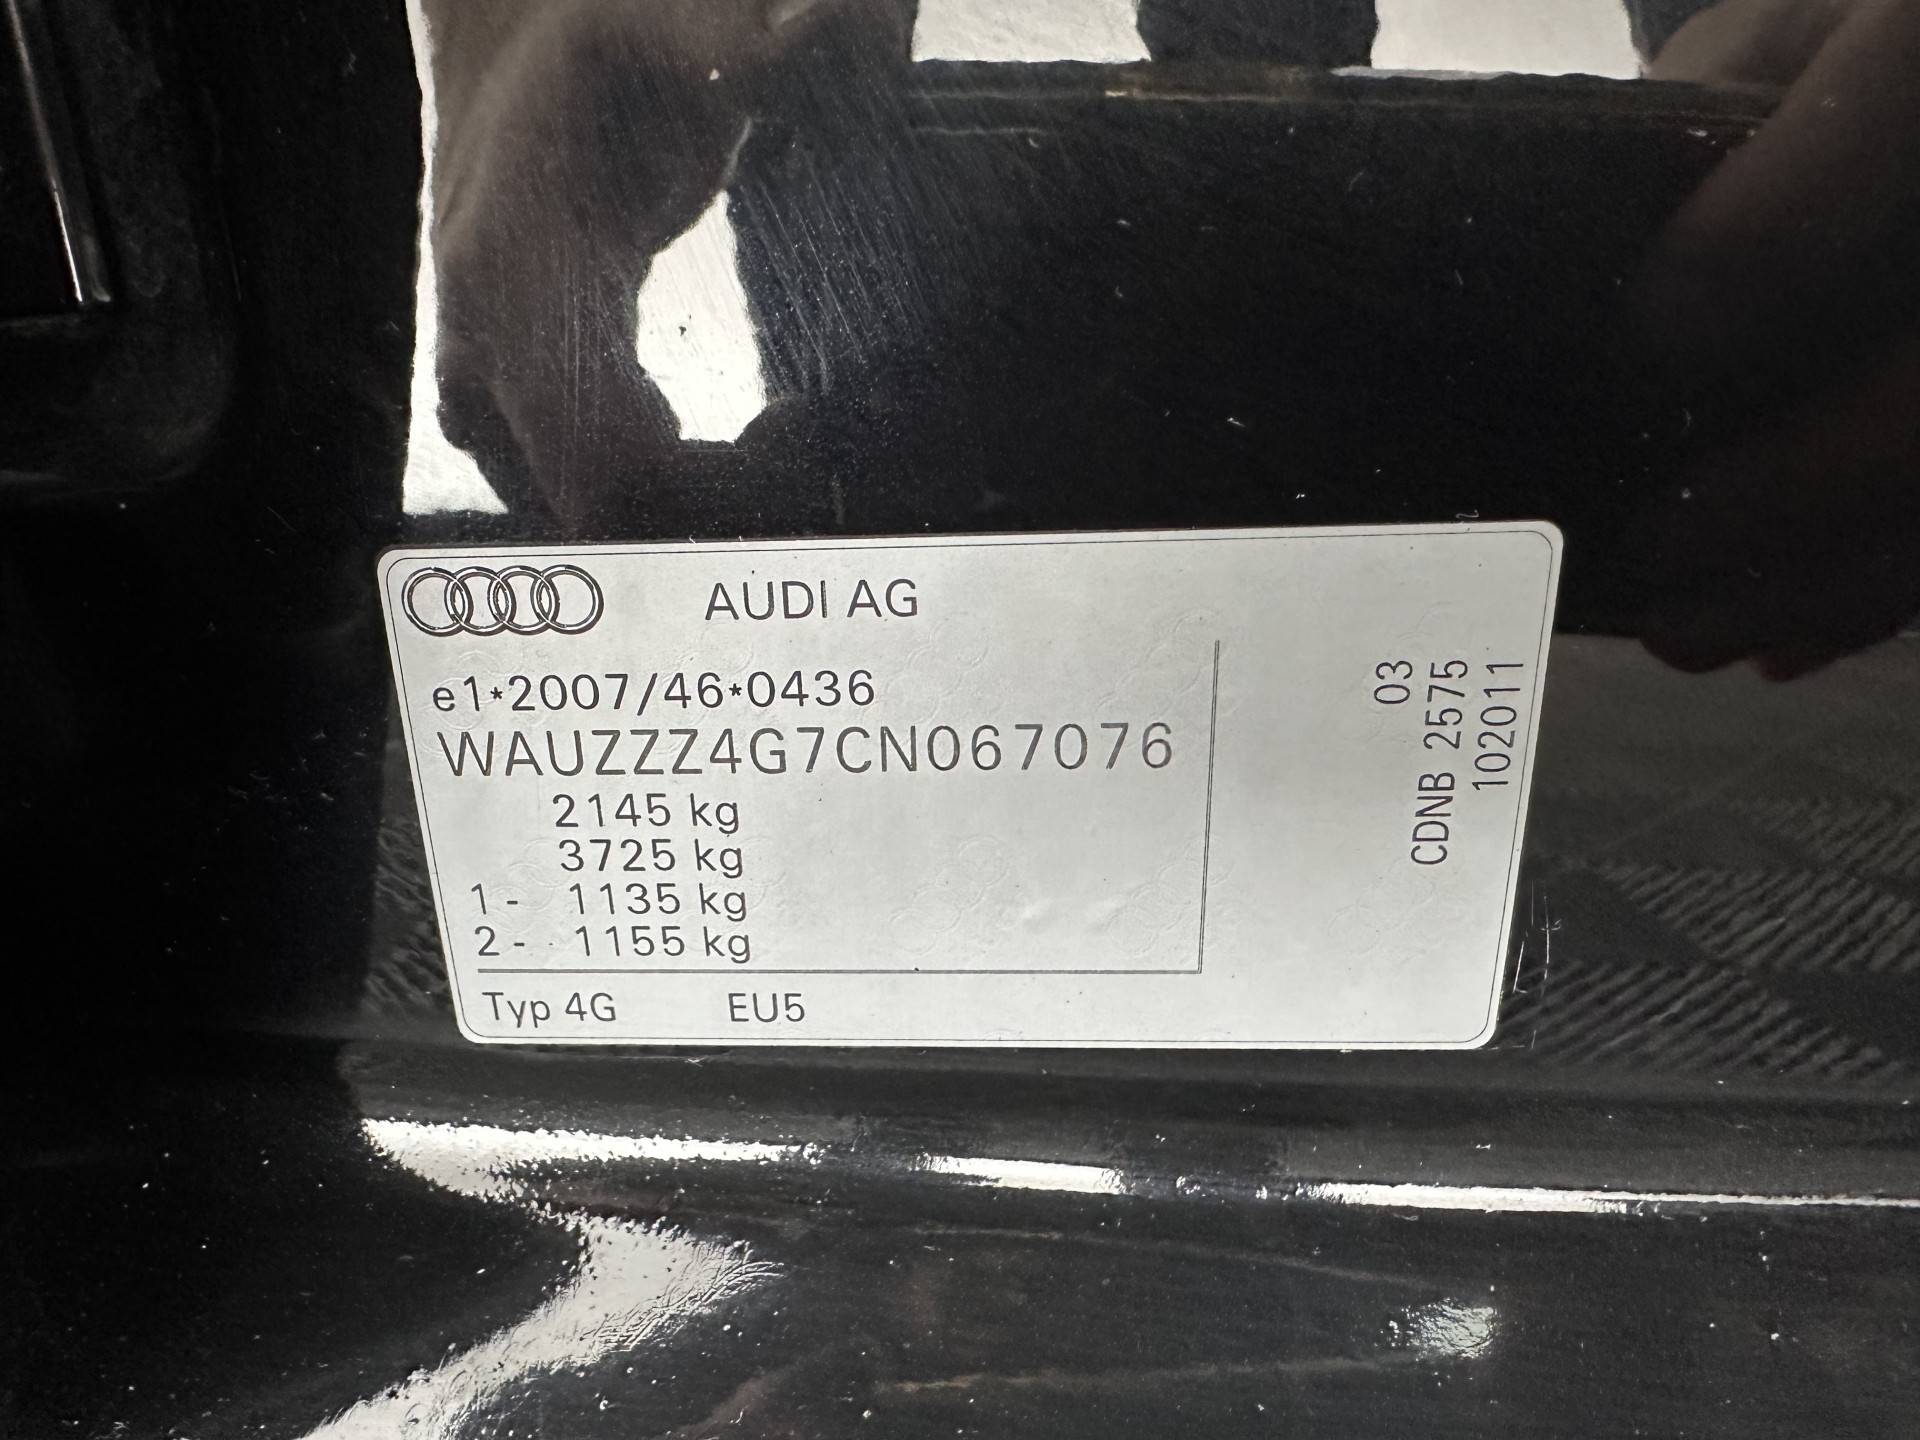 AUDI AG
e1*2007/46*0436
WAUZZZ4G7CN067076
2145 kg
3725 kg
1- 1135 kg
2- 1155 kg
Typ 4G EU5
03
CDNB 2575
102011